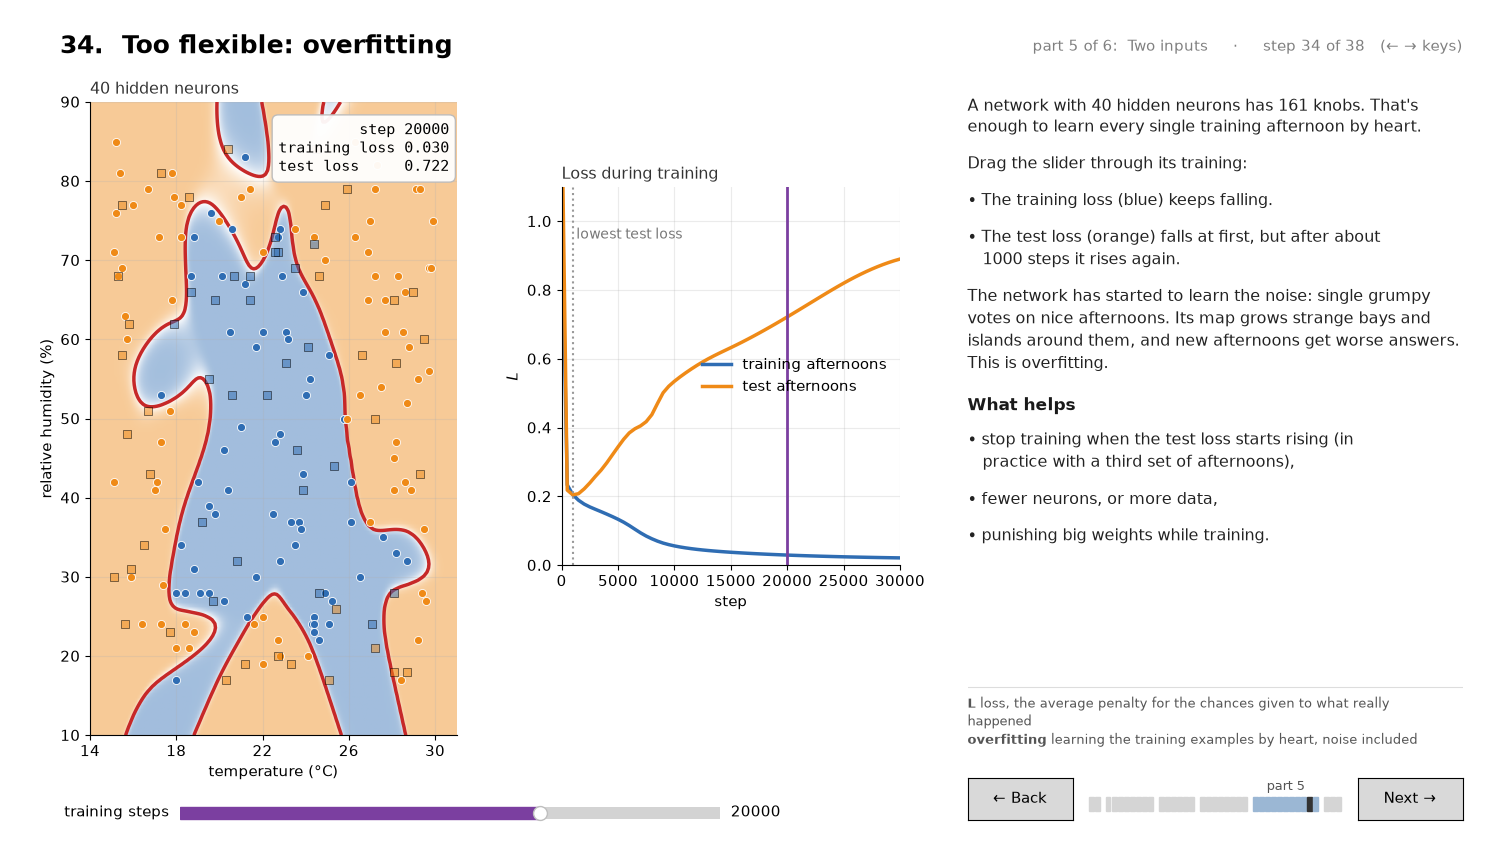 34.  Too flexible: overfitting
part 5 of 6:  Two inputs  ·  step 34 of 38  (← → keys)
40 hidden neurons
90
80
70
60
50
40
30
20
10
relative humidity (%)
14 18 22 26 30
temperature (°C)
step 20000
training loss 0.030
test loss 0.722
Loss during training
1.0
0.8
0.6
0.4
0.2
0.0
L
lowest test loss
training afternoons
test afternoons
0 5000 10000 15000 20000 25000 30000
step
training steps
20000
A network with 40 hidden neurons has 161 knobs. That's
enough to learn every single training afternoon by heart.
Drag the slider through its training:
• The training loss (blue) keeps falling.
• The test loss (orange) falls at first, but after about
1000 steps it rises again.
The network has started to learn the noise: single grumpy
votes on nice afternoons. Its map grows strange bays and
islands around them, and new afternoons get worse answers.
This is overfitting.
What helps
• stop training when the test loss starts rising (in
practice with a third set of afternoons),
• fewer neurons, or more data,
• punishing big weights while training.
L loss, the average penalty for the chances given to what really
happened
overfitting learning the training examples by heart, noise included
← Back
part 5
Next →